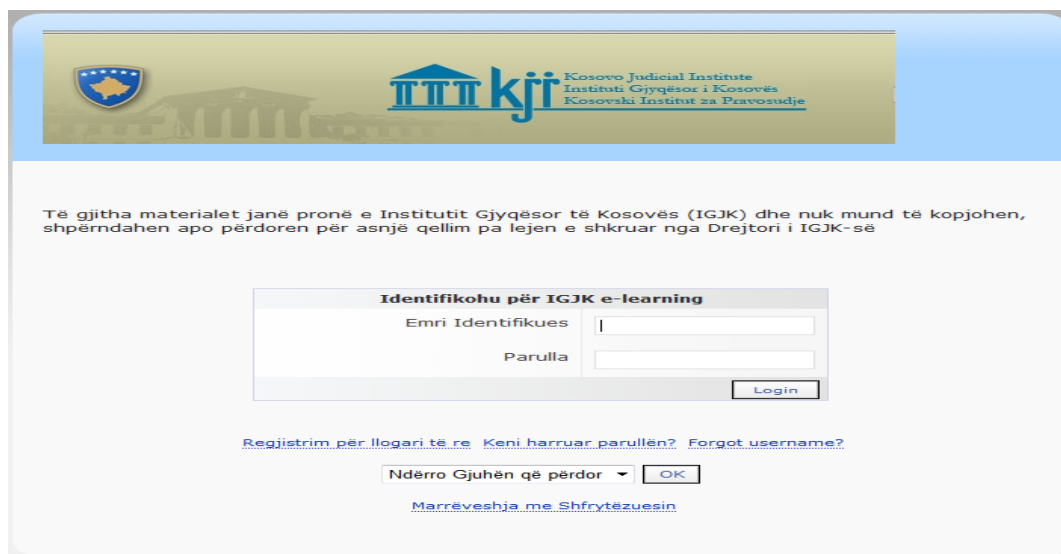 kji
Kosovo Judicial Institute
Instituti Gjyqësor i Kosovës
Kosovski Institut za Pravosudje
Të gjitha materialet janë pronë e Institutit Gjyqësor të Kosovës (IGJK) dhe nuk mund të kopjohen,
shpërndahen apo përdoren për asnjë qellim pa lejen e shkruar nga Drejtori i IGJK-së
Identifikohu për IGJK e-learning
Emri Identifikues
Parulla
Login
Regjistrim për llogari të re Keni harruar parullën? Forgot username?
Ndërro Gjuhën që përdor OK
Marrëveshja me Shfrytëzuesin